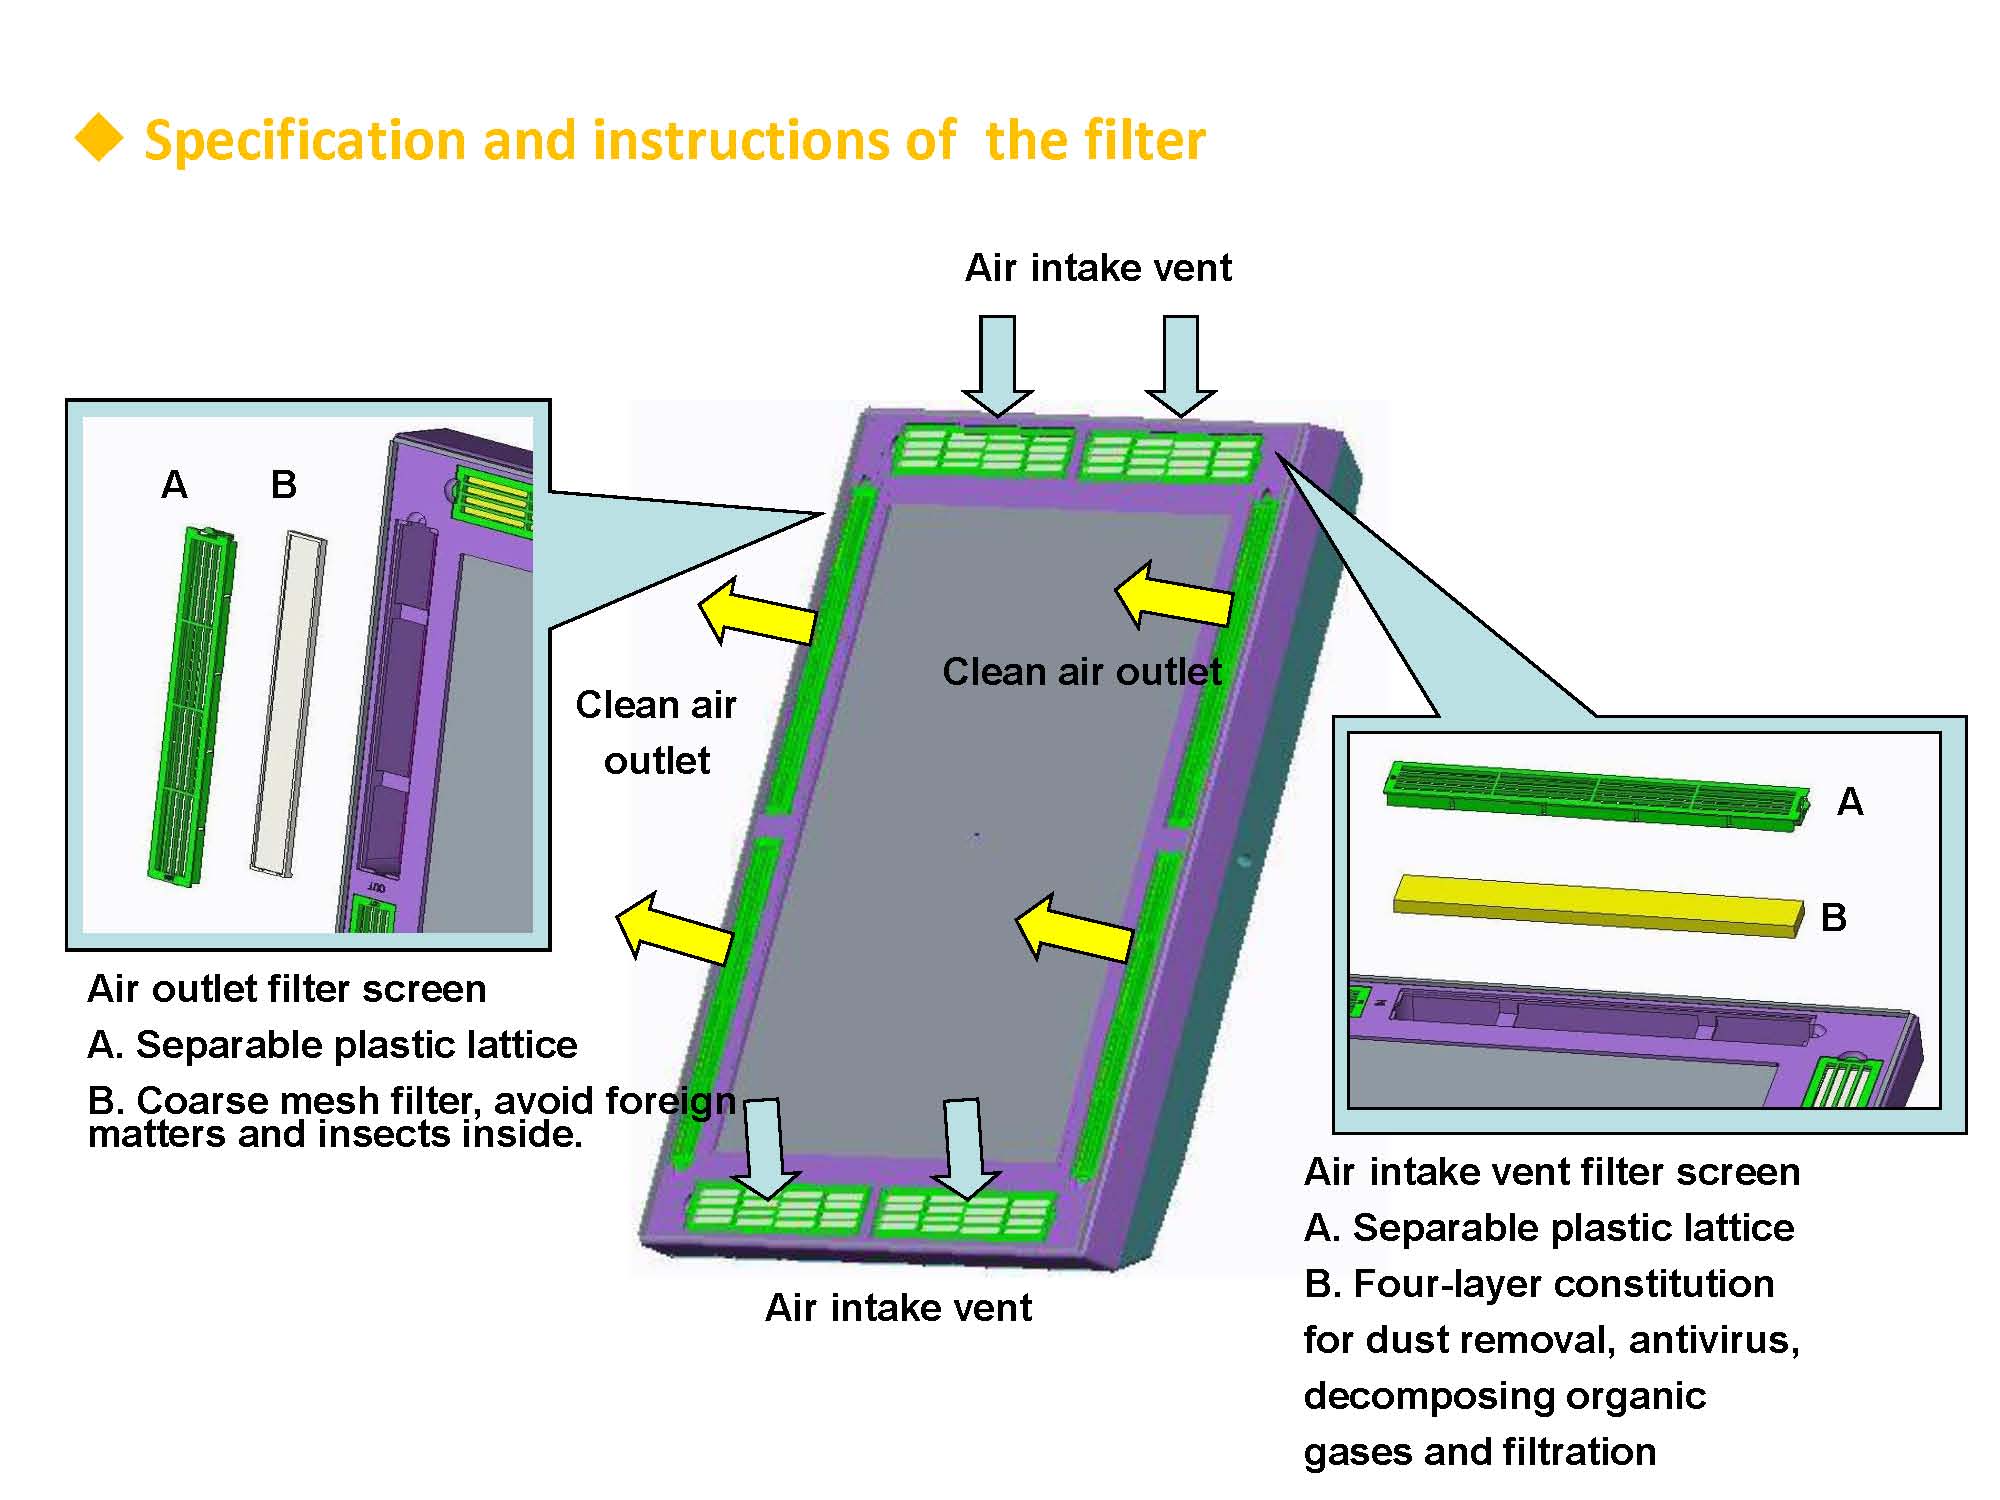 Specification and instructions of the filter
Air intake vent
A
B
OUT
Clean air
outlet
Clean air outlet
A
B
Air outlet filter screen
A. Separable plastic lattice
B. Coarse mesh filter, avoid foreign
matters and insects inside.
Air intake vent
Air intake vent filter screen
A. Separable plastic lattice
B. Four-layer constitution
for dust removal, antivirus,
decomposing organic
gases and filtration